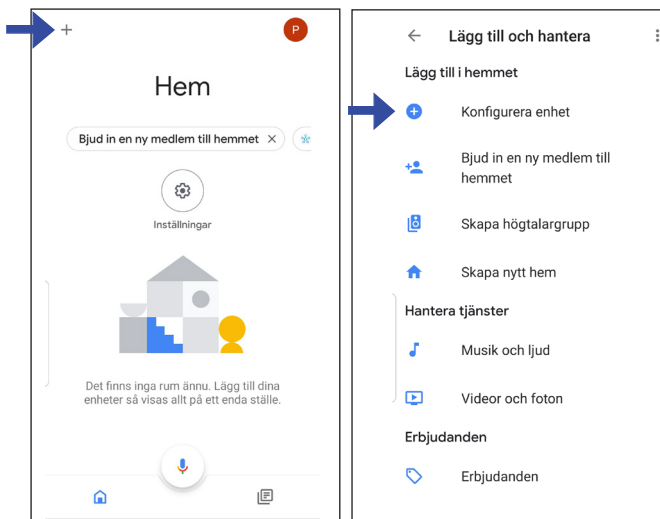 P
Hem
Bjud in en ny medlem till hemmet
Inställningar
Det finns inga rum ännu. Lägg till dina
enheter så visas allt på ett enda ställe.
Lägg till och hantera
Lägg till i hemmet
Konfigurera enhet
Bjud in en ny medlem till
hemmet
Skapa högtalargrupp
Skapa nytt hem
Hantera tjänster
Musik och ljud
Videor och foton
Erbjudanden
Erbjudanden